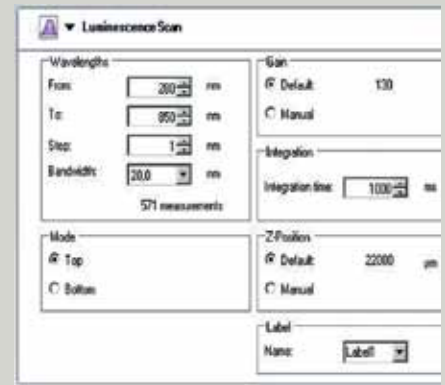 Luminescence Scan
Wavelengths
From: 280 nm
To: 850 nm
Step: 1 nm
Bandwidth: 20,0 nm
571 measurements
Gain
Default 130
Manual
Integration
Integration time: 1000 ms
Mode
Top
Bottom
Z-Position
Default 22000 µm
Manual
Label
Name: Label1